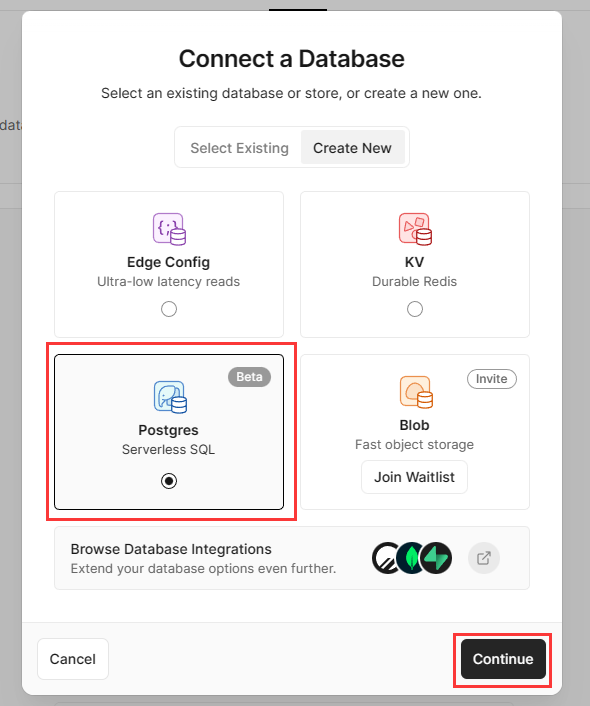 Connect a Database
Select an existing database or store, or create a new one.
Select Existing
Create New
data
Edge Config
Ultra-low latency reads
KV
Durable Redis
Beta
Postgres
Serverless SQL
Invite
Blob
Fast object storage
Join Waitlist
Browse Database Integrations
Extend your database options even further.
Cancel
Continue